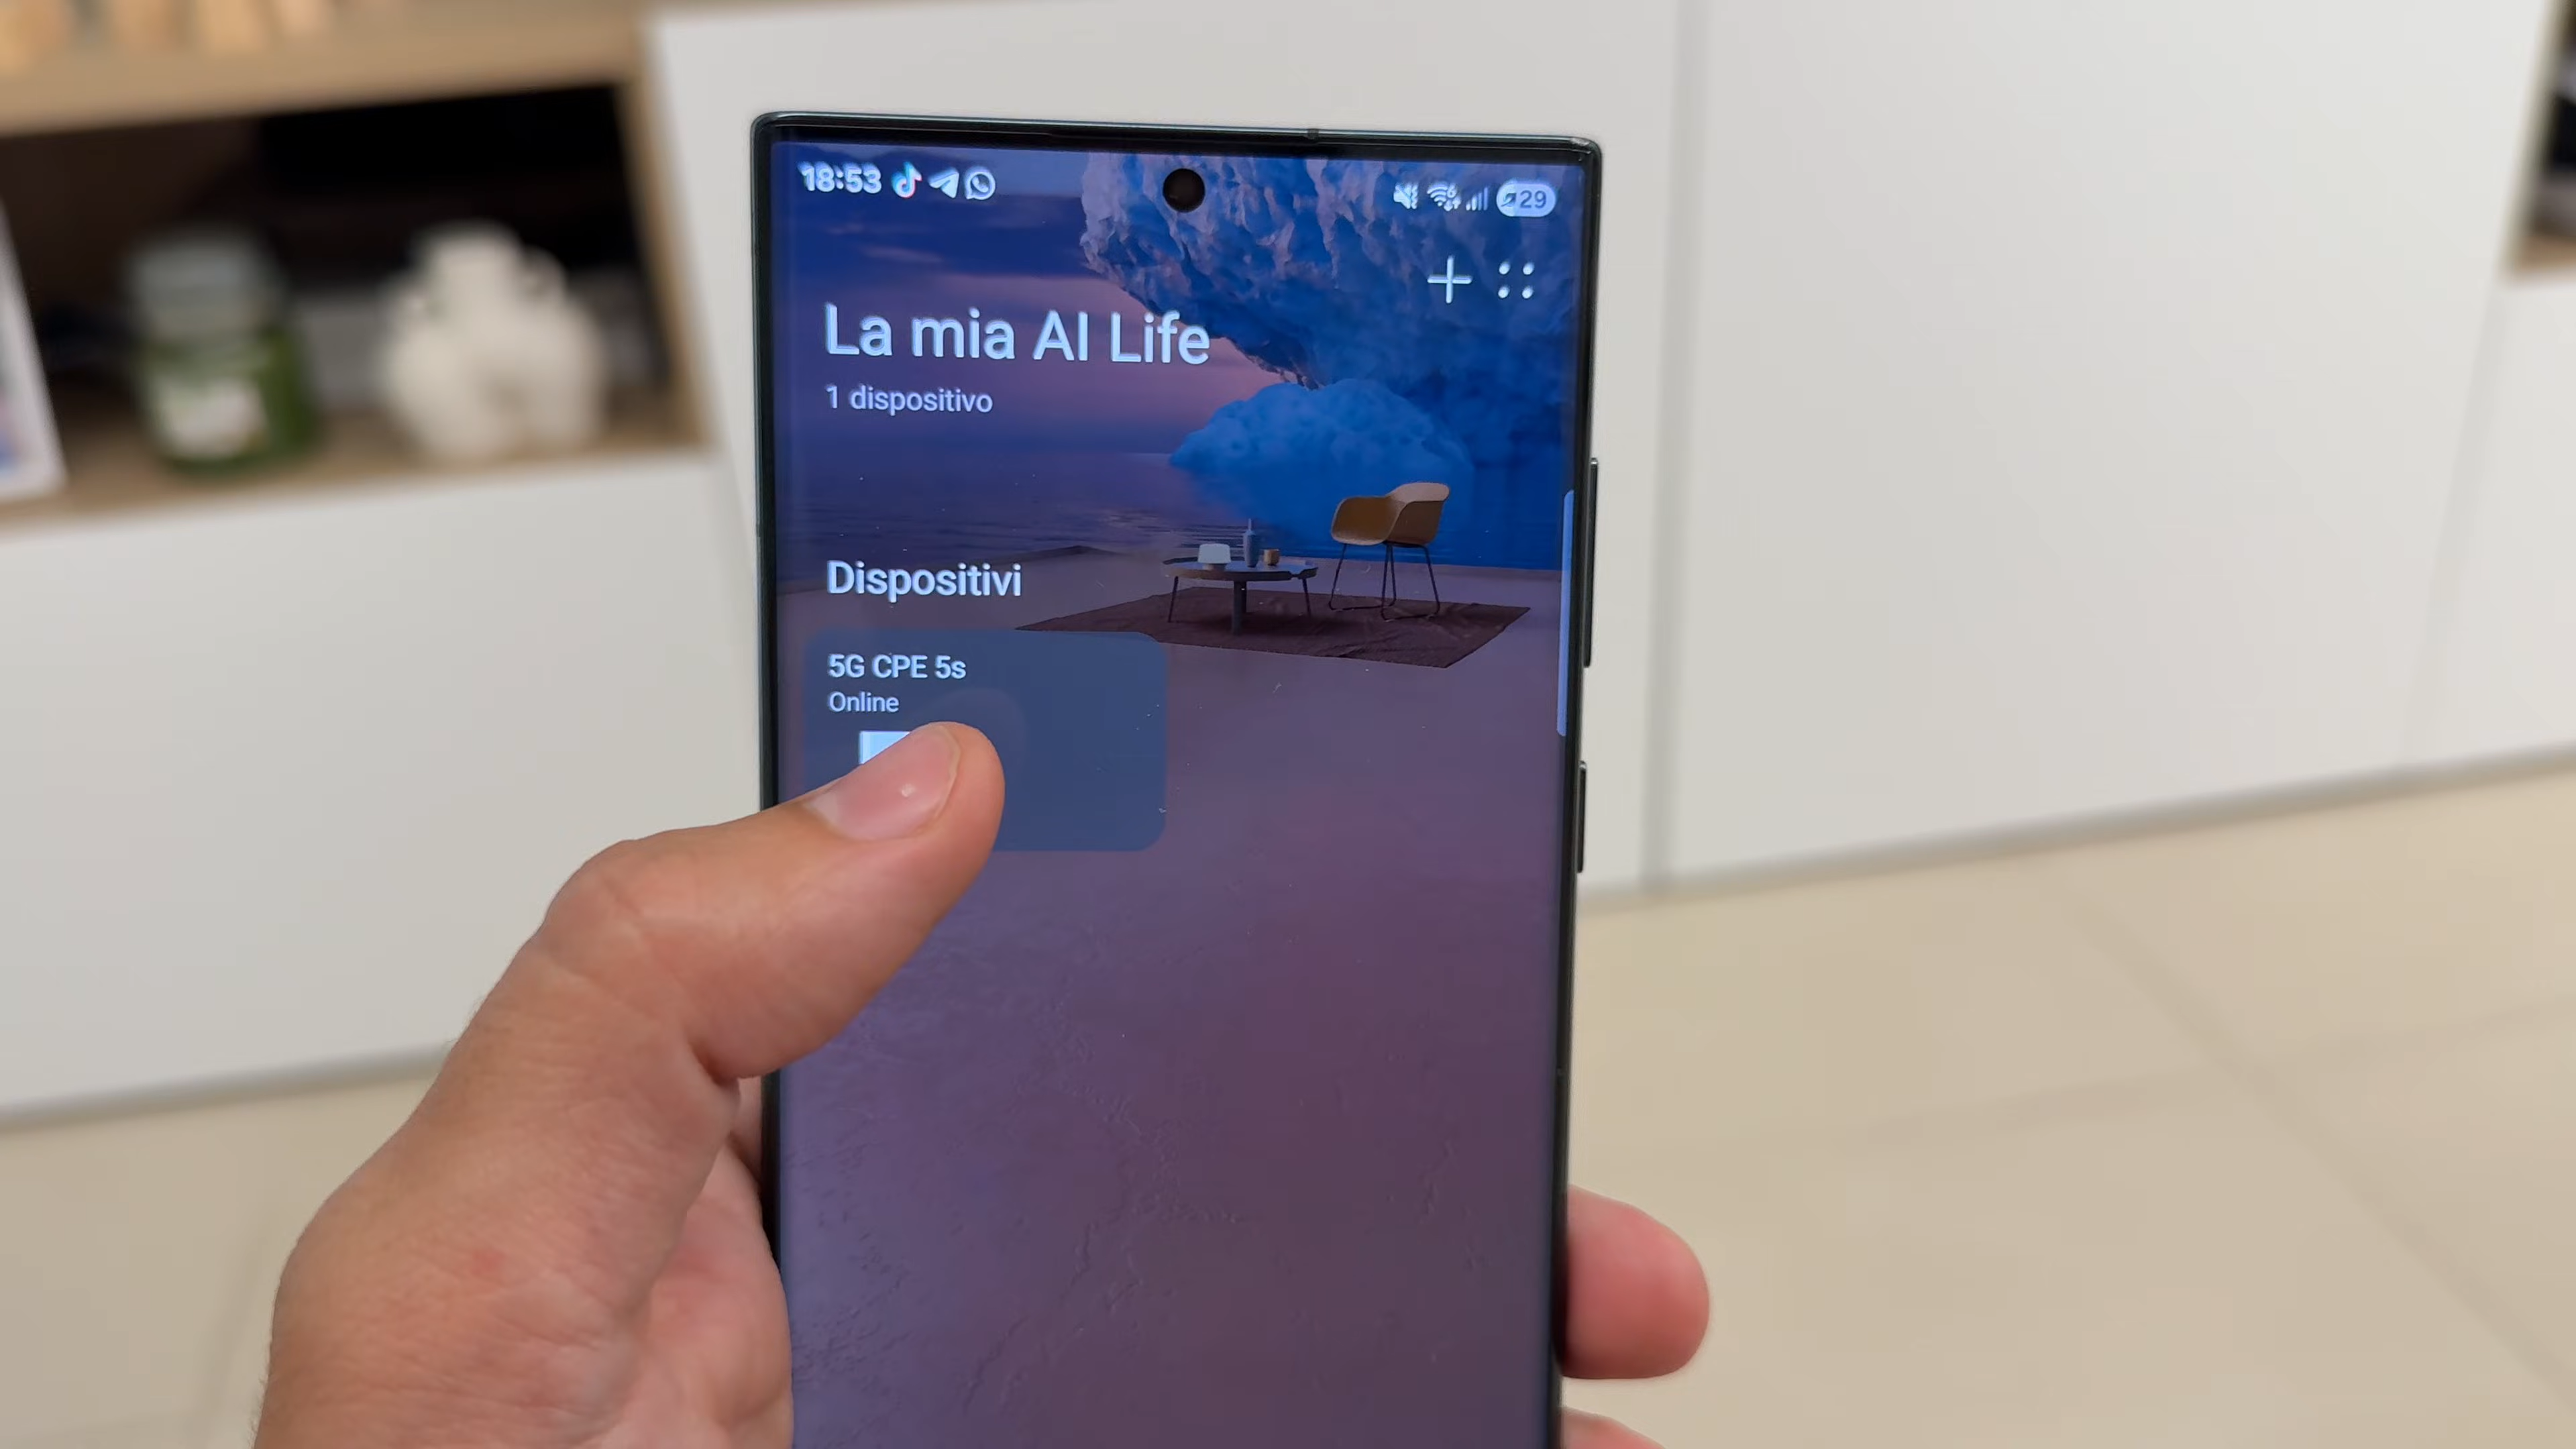 18:53
29
La mia AI Life
1 dispositivo
Dispositivi
5G CPE 5s
Online